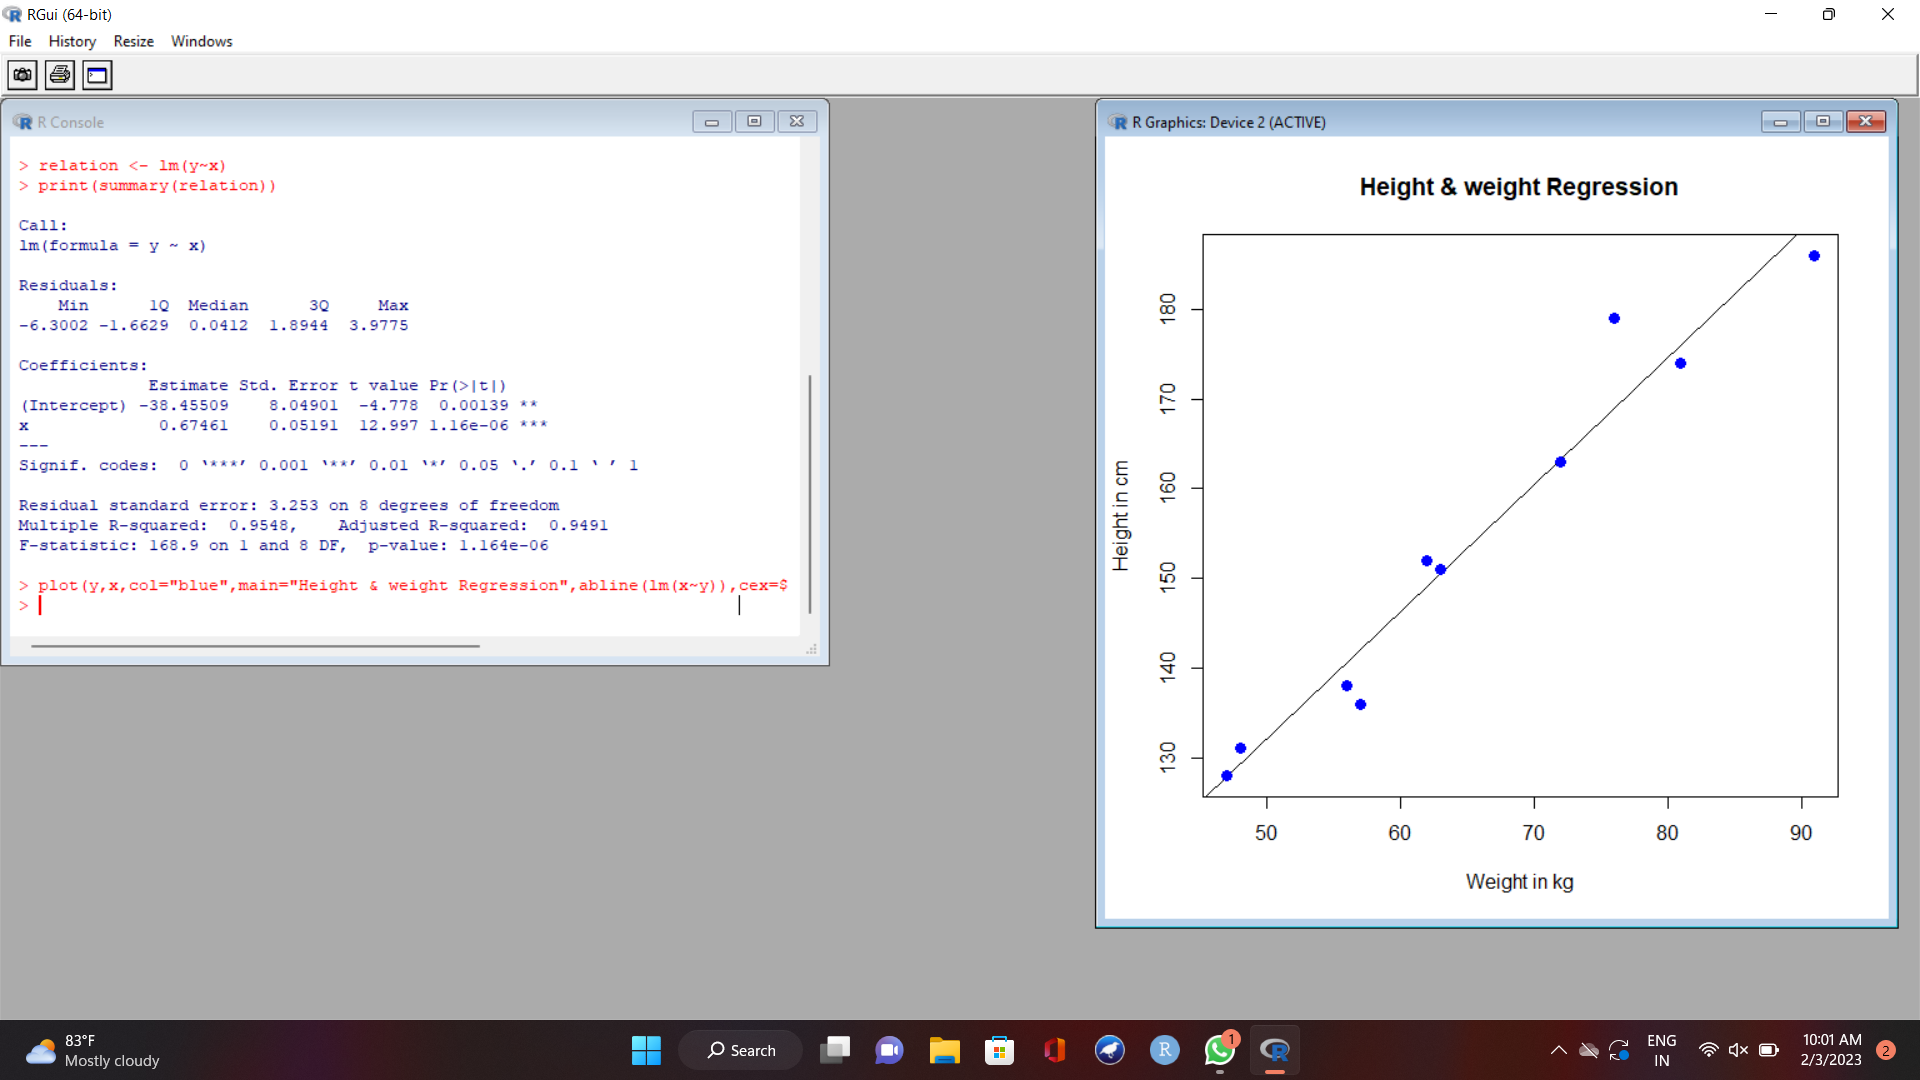 RGui (64-bit)
File History Resize Windows
R Console
> relation <- lm(y~x)
> print(summary(relation))
Call:
lm(formula = y ~ x)
Residuals:
Min 1Q Median 3Q Max
-6.3002 -1.6629 0.0412 1.8944 3.9775
Coefficients:
Estimate Std. Error t value Pr(>|t|)
(Intercept) -38.45509 8.04901 -4.778 0.00139 **
x 0.67461 0.05191 12.997 1.16e-06 ***
---
Signif. codes: 0 ‘***’ 0.001 ‘**’ 0.01 ‘*’ 0.05 ‘.’ 0.1 ‘ ’ 1
Residual standard error: 3.253 on 8 degrees of freedom
Multiple R-squared: 0.9548, Adjusted R-squared: 0.9491
F-statistic: 168.9 on 1 and 8 DF, p-value: 1.164e-06
> plot(y,x,col="blue",main="Height & weight Regression",abline(lm(x~y)),cex=$
>
R Graphics: Device 2 (ACTIVE)
Height & weight Regression
Height in cm
180
170
160
150
140
130
50 60 70 80 90
Weight in kg
83°F
Mostly cloudy
Search
R
1
R
ENG
IN
10:01 AM
2/3/2023
2